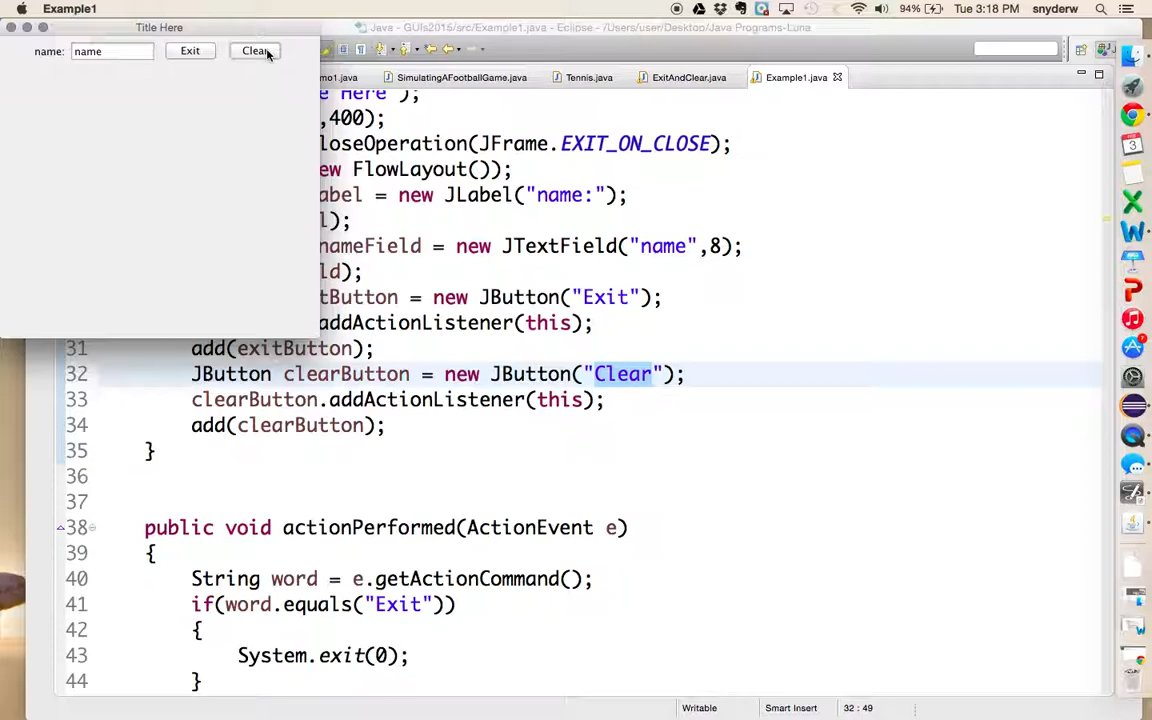 Grab Window Help 94% Tue 3:18 PM snyderw
Title Here
Java - GUIs2015/src/Example1.java - Eclipse - /Users/user/Desktop/Java Programs-Luna
name: name Exit Clear
mo1.java SimulatingAFootballGame.java Tennis.java ExitAndClear.java Example1.java
Here");
,400);
loseOperation(JFrame.EXIT_ON_CLOSE);
ew FlowLayout());
abel = new JLabel("name:");
l);
nameField = new JTextField("name",8);
ld);
tButton = new JButton("Exit");
addActionListener(this);
31 add(exitButton);
32 JButton clearButton = new JButton("Clear");
33 clearButton.addActionListener(this);
34 add(clearButton);
35 }
36
37
38 public void actionPerformed(ActionEvent e)
39 {
40 String word = e.getActionCommand();
41 if(word.equals("Exit"))
42 {
43 System.exit(0);
44 }
Writable Smart Insert 32 : 49